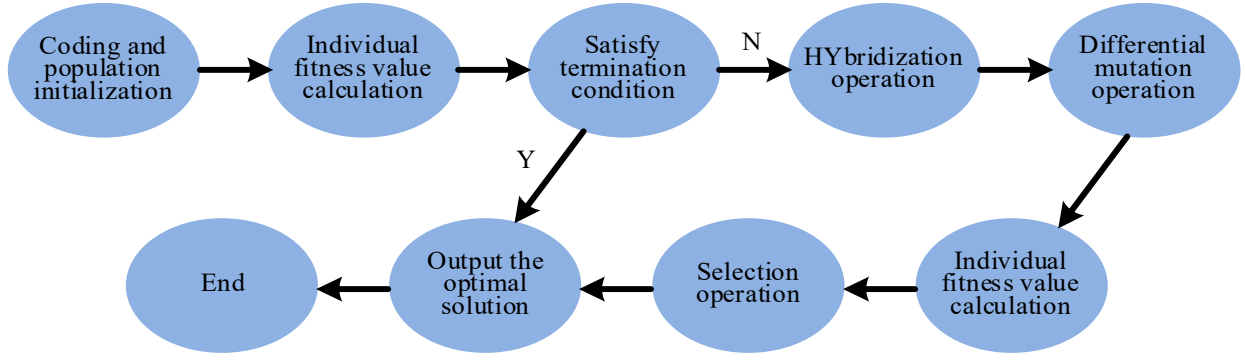 Coding and
population
initialization
Individual
fitness value
calculation
Satisfy
termination
condition
N
HYbridization
operation
Differential
mutation
operation
Y
End
Output the
optimal
solution
Selection
operation
Individual
fitness value
calculation